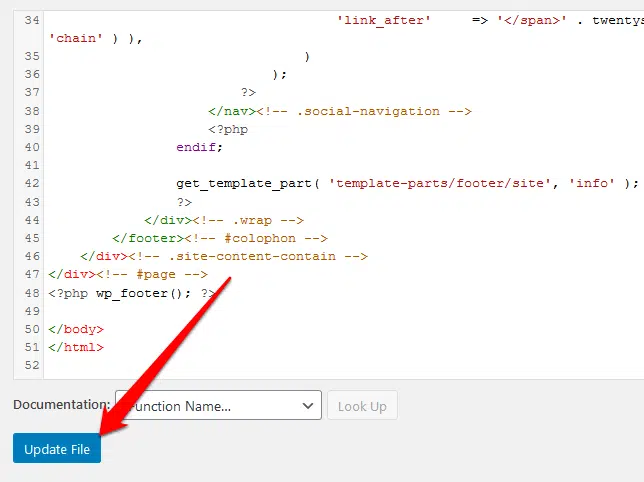 34 'link_after' => '</span>' . twentys
'chain' ) ),
35 )
36 );
37 ?>
38 </nav><!-- .social-navigation -->
39 <?php
40 endif;
41
42 get_template_part( 'template-parts/footer/site', 'info' );
43 ?>
44 </div><!-- .wrap -->
45 </footer><!-- #colophon -->
46 </div><!-- .site-content-contain -->
47 </div><!-- #page -->
48 <?php wp_footer(); ?>
49
50 </body>
51 </html>
52
Documentation: Function Name... Look Up
Update File